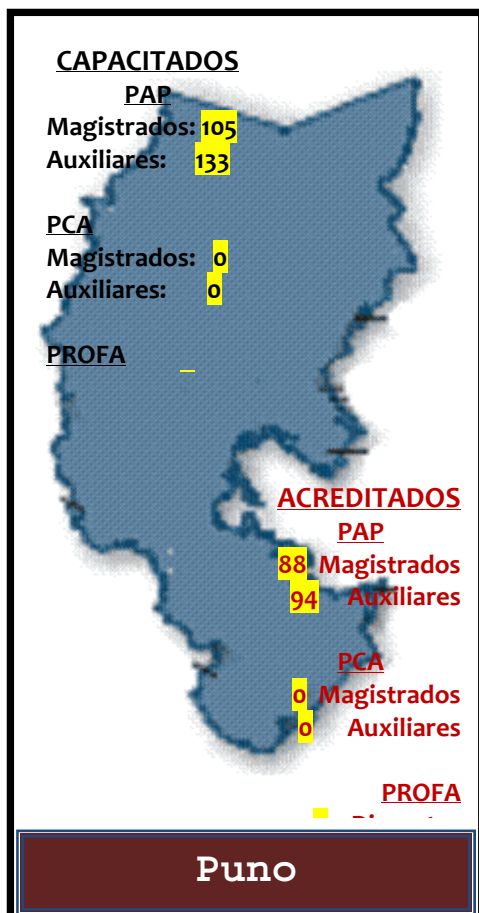 CAPACITADOS
PAP
Magistrados: 105
Auxiliares: 133
PCA
Magistrados: 0
Auxiliares: 0
PROFA
ACREDITADOS
PAP
88 Magistrados
94 Auxiliares
PCA
0 Magistrados
0 Auxiliares
PROFA
Puno